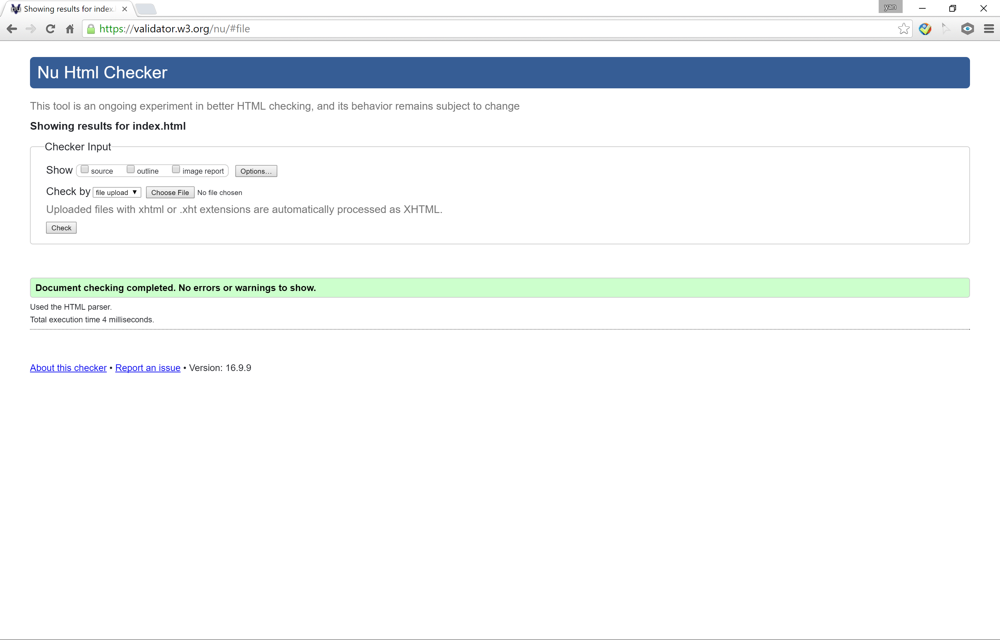 nu Showing results for index.
yan
https://validator.w3.org/nu/#file
Nu Html Checker
This tool is an ongoing experiment in better HTML checking, and its behavior remains subject to change
Showing results for index.html
Checker Input
Show source outline image report Options...
Check by file upload ▼ Choose File No file chosen
Uploaded files with xhtml or .xht extensions are automatically processed as XHTML.
Check
Document checking completed. No errors or warnings to show.
Used the HTML parser.
Total execution time 4 milliseconds.
About this checker • Report an issue • Version: 16.9.9